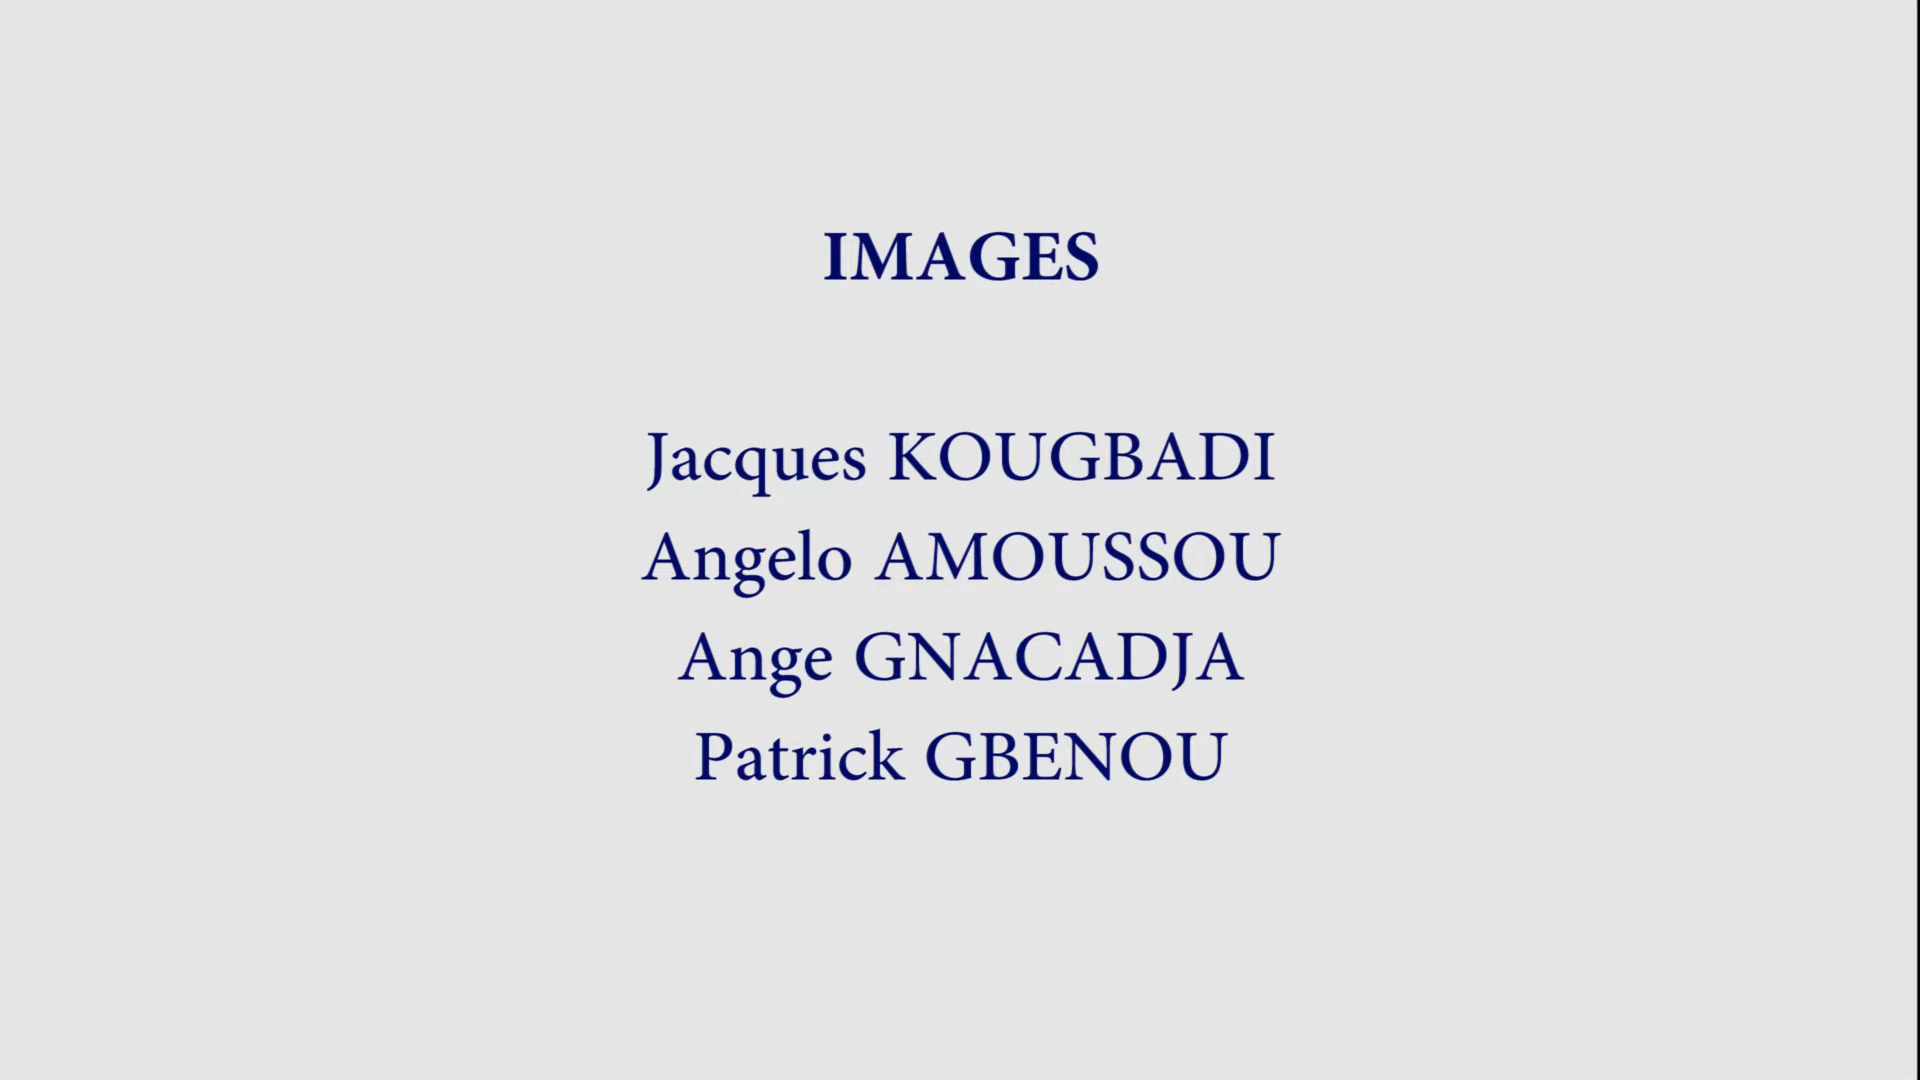 IMAGES
Jacques KOUGBADI
Angelo AMOUSSOU
Ange GNACADJA
Patrick GBENOU